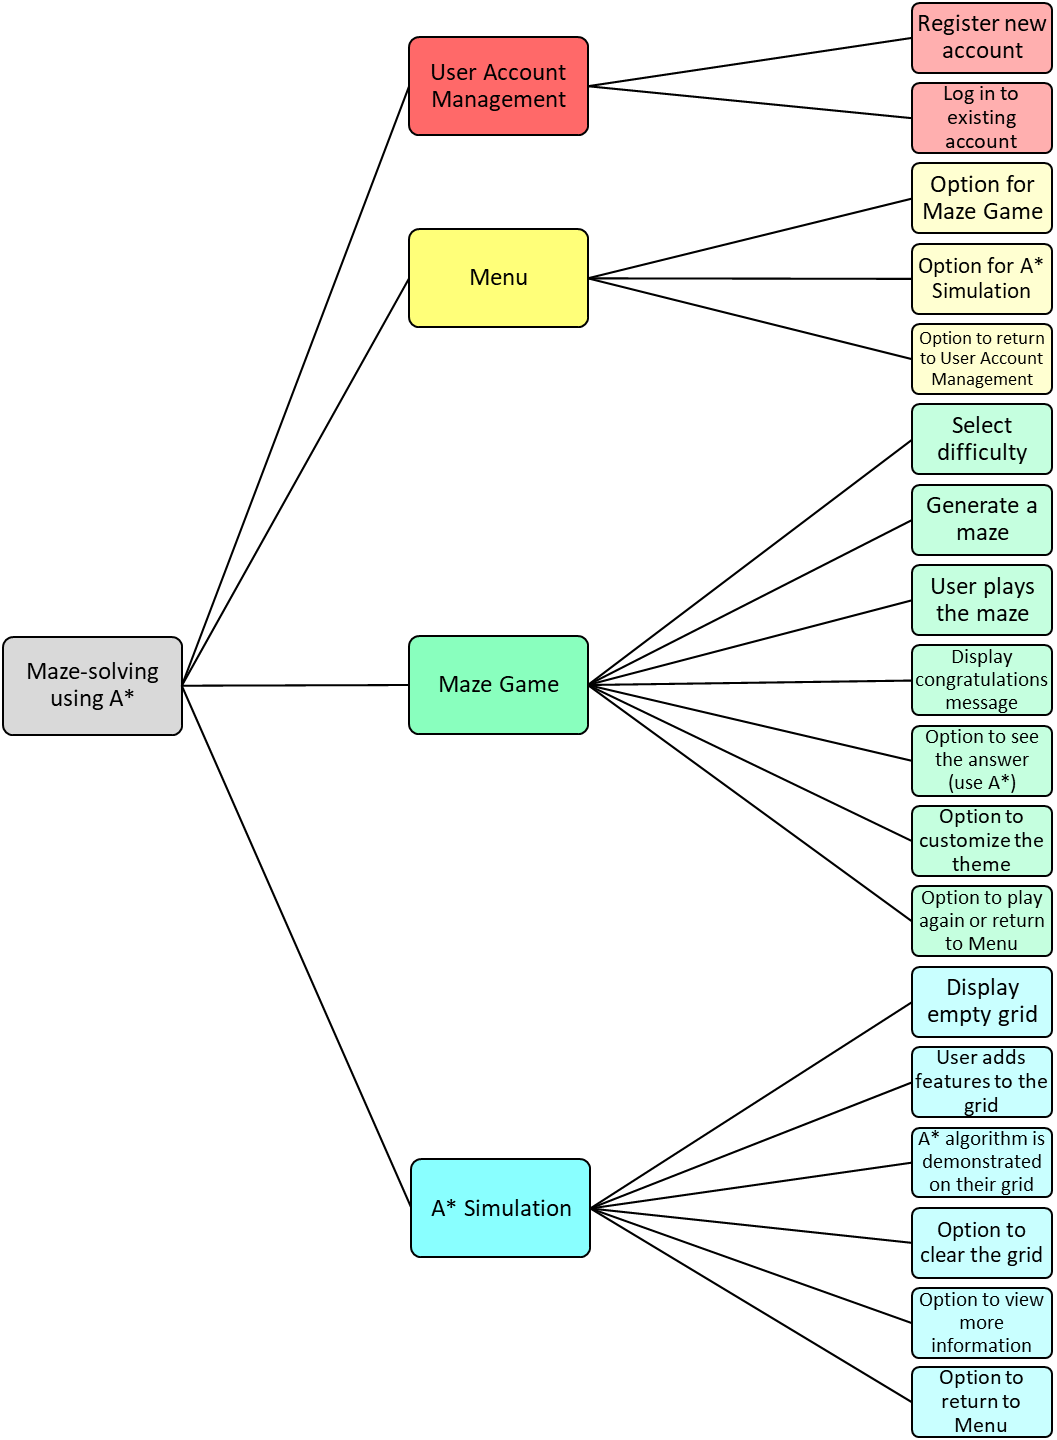 Maze-solving
using A*
User Account
Management
Register new
account
Log in to
existing
account
Menu
Option for
Maze Game
Option for A*
Simulation
Option to return
to User Account
Management
Maze Game
Select
difficulty
Generate a
maze
User plays
the maze
Display
congratulations
message
Option to see
the answer
(use A*)
Option to
customize the
theme
Option to play
again or return
to Menu
A* Simulation
Display
empty grid
User adds
features to the
grid
A* algorithm is
demonstrated
on their grid
Option to
clear the grid
Option to view
more
information
Option to
return to
Menu